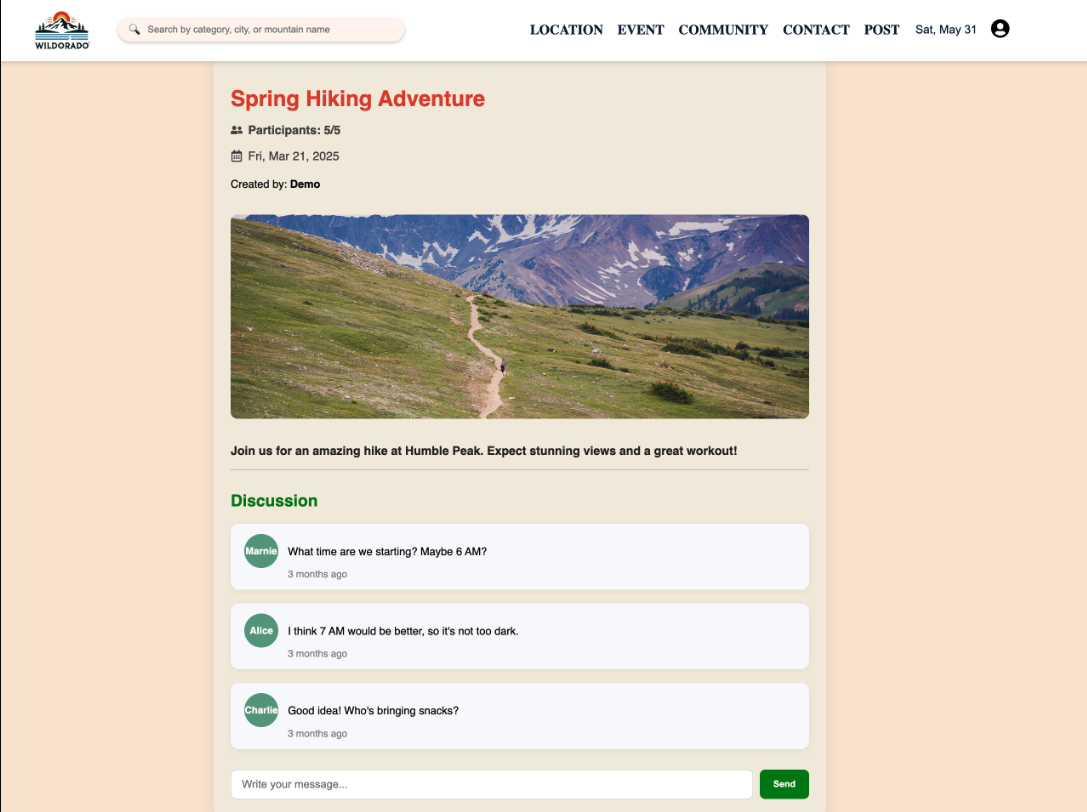 WILDORADO
Search by category, city, or mountain name
LOCATION EVENT COMMUNITY CONTACT POST Sat, May 31
Spring Hiking Adventure
Participants: 5/5
Fri, Mar 21, 2025
Created by: Demo
Join us for an amazing hike at Humble Peak. Expect stunning views and a great workout!
Discussion
Marnie What time are we starting? Maybe 6 AM?
3 months ago
Alice I think 7 AM would be better, so it's not too dark.
3 months ago
Charlie Good idea! Who's bringing snacks?
3 months ago
Write your message... Send